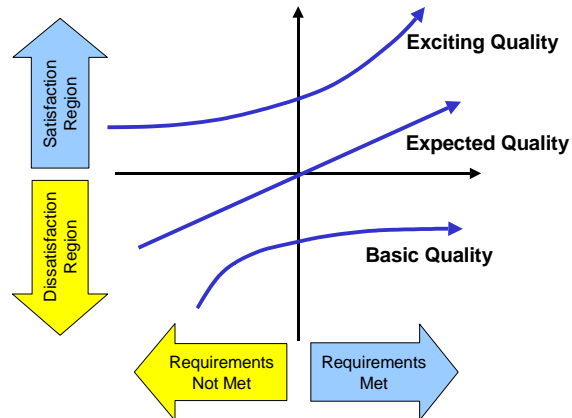 Exciting Quality
Satisfaction
Region
Expected Quality
Dissatisfaction
Region
Basic Quality
Requirements
Not Met
Requirements
Met